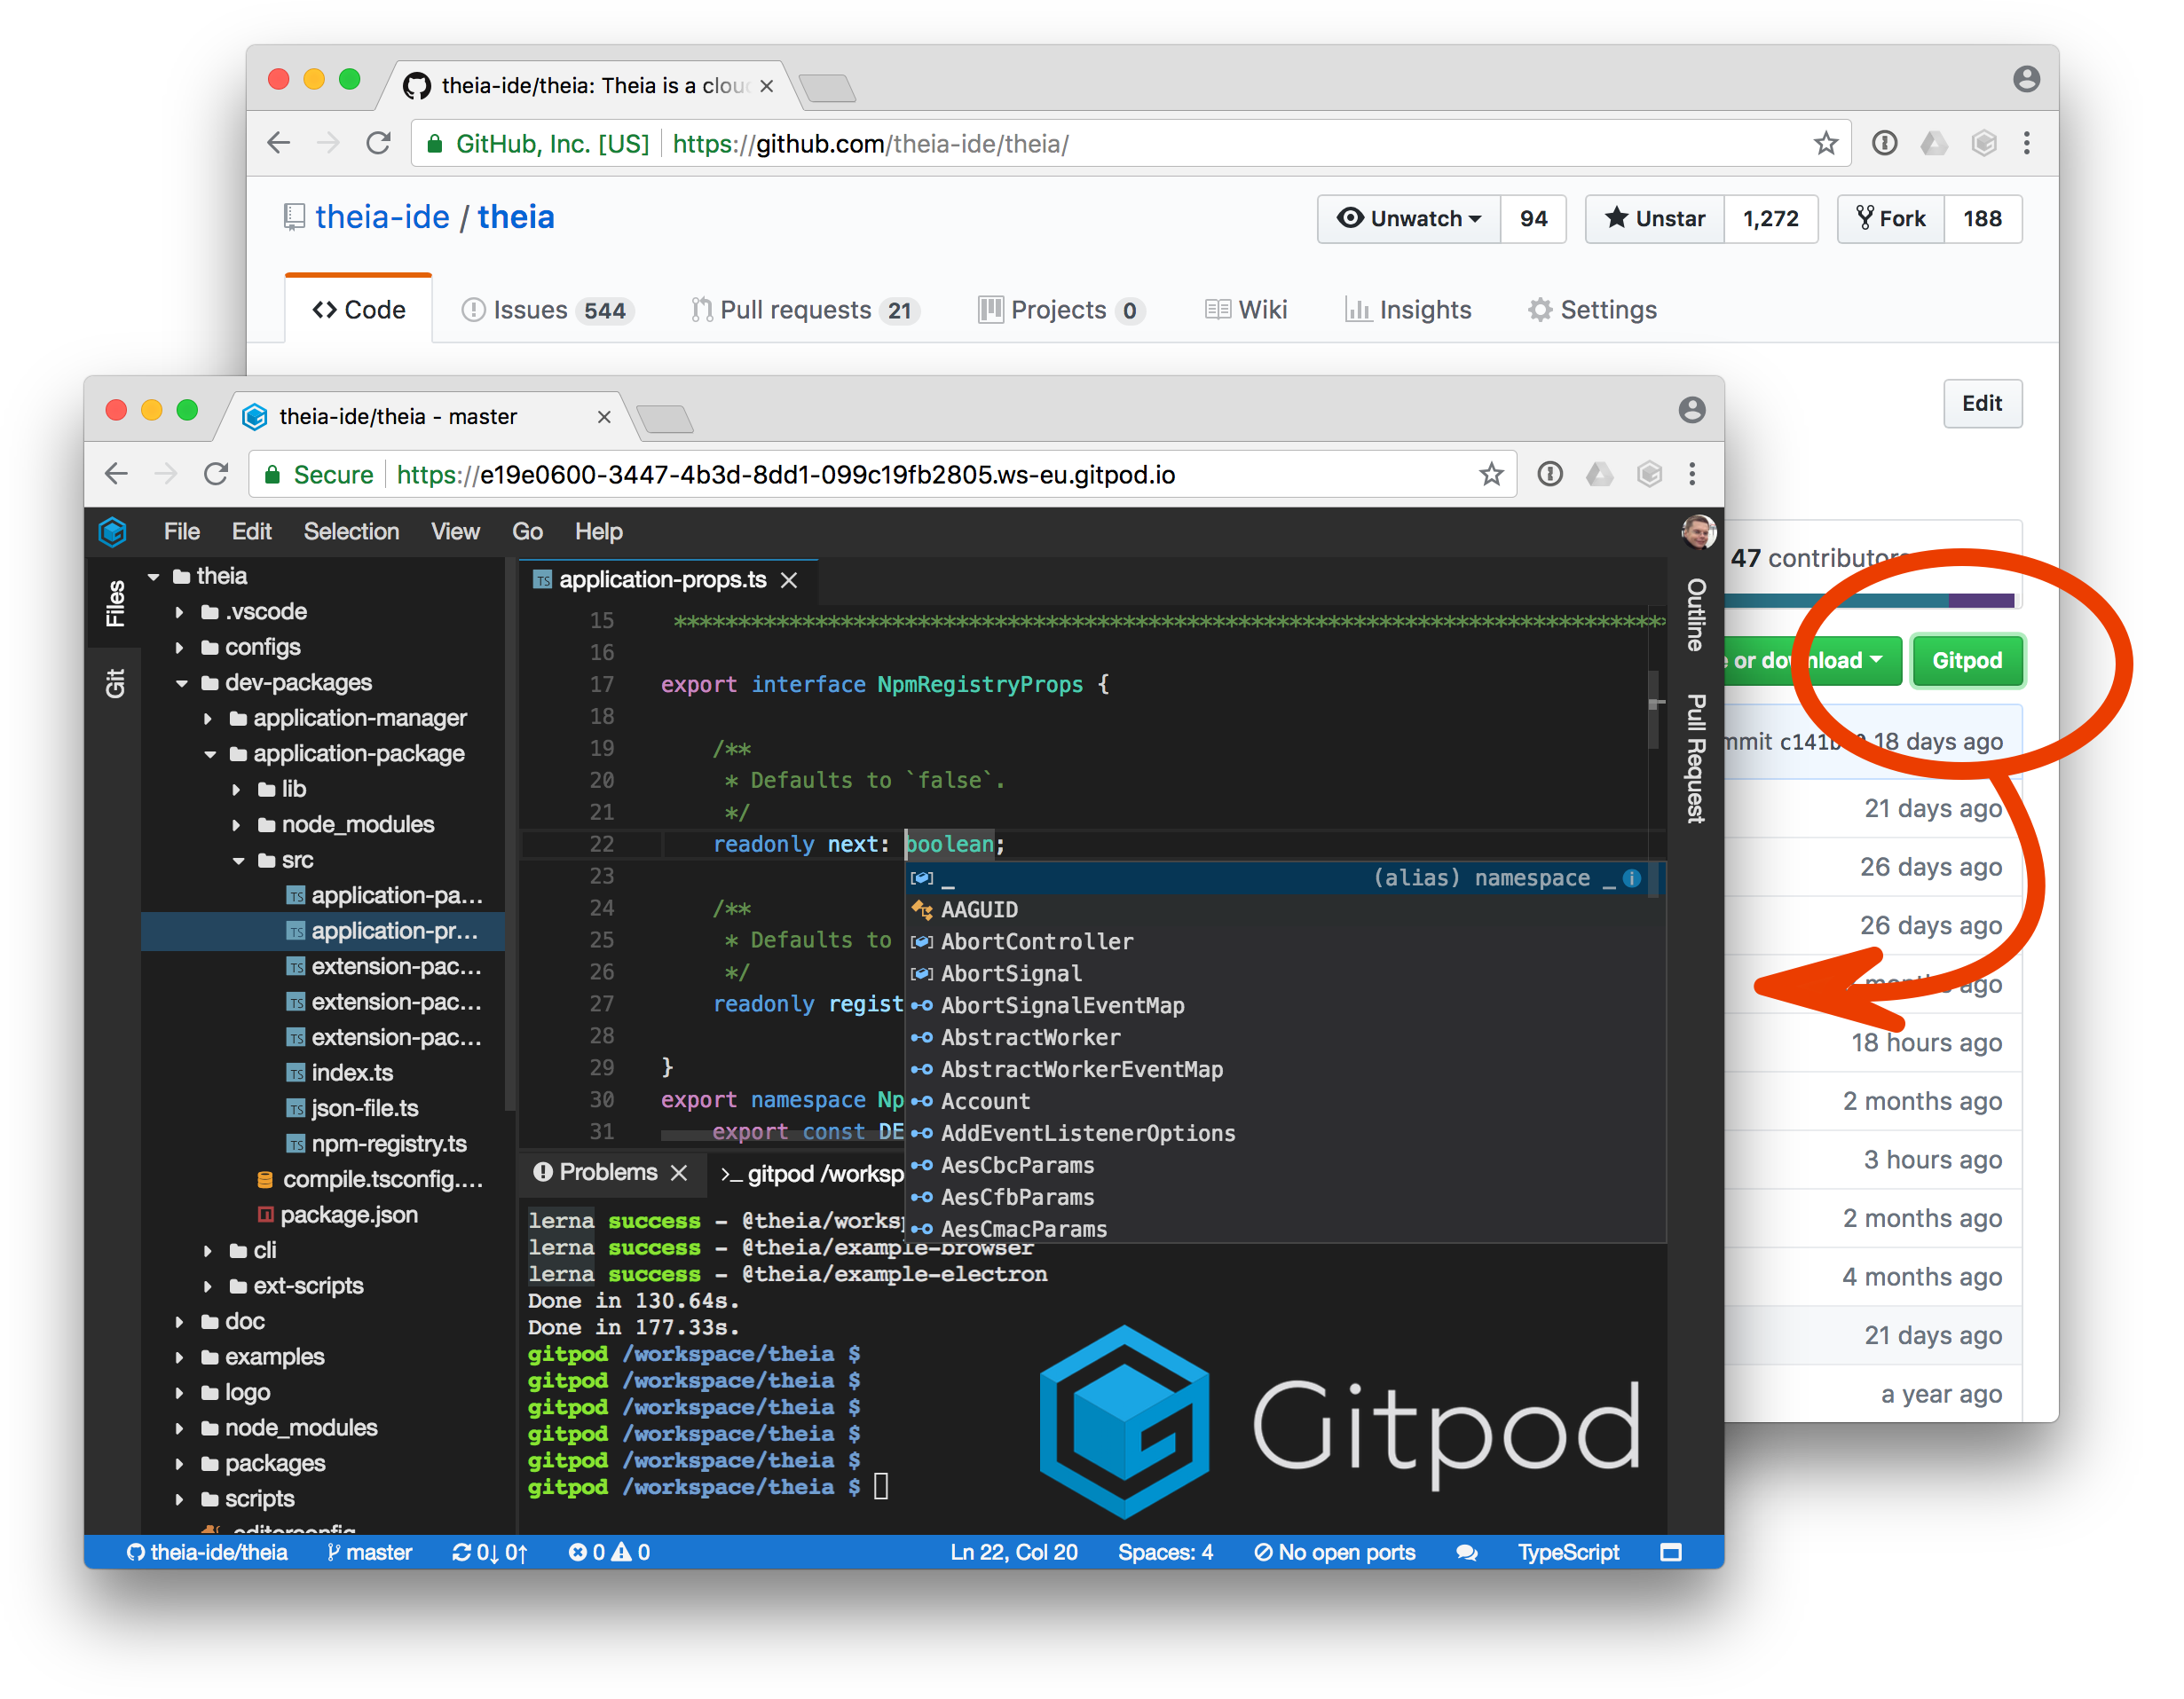 theia-ide/theia: Theia is a clou
GitHub, Inc. [US] https://github.com/theia-ide/theia/
theia-ide / theia
Unwatch 94 Unstar 1,272 Fork 188
Code Issues 544 Pull requests 21 Projects 0 Wiki Insights Settings
Edit
47 contributors
e or download Gitpod
mmit c141b 18 days ago
21 days ago
26 days ago
26 days ago
months ago
18 hours ago
2 months ago
3 hours ago
2 months ago
4 months ago
21 days ago
a year ago
theia-ide/theia - master
Secure https://e19e0600-3447-4b3d-8dd1-099c19fb2805.ws-eu.gitpod.io
File Edit Selection View Go Help
Files
Git
theia
.vscode
configs
dev-packages
application-manager
application-package
lib
node_modules
src
application-pa...
application-pr...
extension-pac...
extension-pac...
extension-pac...
index.ts
json-file.ts
npm-registry.ts
compile.tsconfig....
package.json
cli
ext-scripts
doc
examples
logo
node_modules
packages
scripts
.editorconfig
TS application-props.ts
15 *****************************************************************************
16
17 export interface NpmRegistryProps {
18
19 /**
20 * Defaults to `false`.
21 */
22 readonly next: boolean;
23
24 /**
25 * Defaults to
26 */
27 readonly regist
28
29 }
30 export namespace Np
31 export const DE
_ (alias) namespace _
AAGUID
AbortController
AbortSignal
AbortSignalEventMap
AbstractWorker
AbstractWorkerEventMap
Account
AddEventListenerOptions
AesCbcParams
AesCfbParams
AesCmacParams
Outline
Pull Request
Problems >_ gitpod /worksp
lerna success - @theia/worksp
lerna success - @theia/example-browser
lerna success - @theia/example-electron
Done in 130.64s.
Done in 177.33s.
gitpod /workspace/theia $
gitpod /workspace/theia $
gitpod /workspace/theia $
gitpod /workspace/theia $
gitpod /workspace/theia $
gitpod /workspace/theia $
Gitpod
theia-ide/theia master 0↓ 0↑ 0 0 Ln 22, Col 20 Spaces: 4 No open ports TypeScript